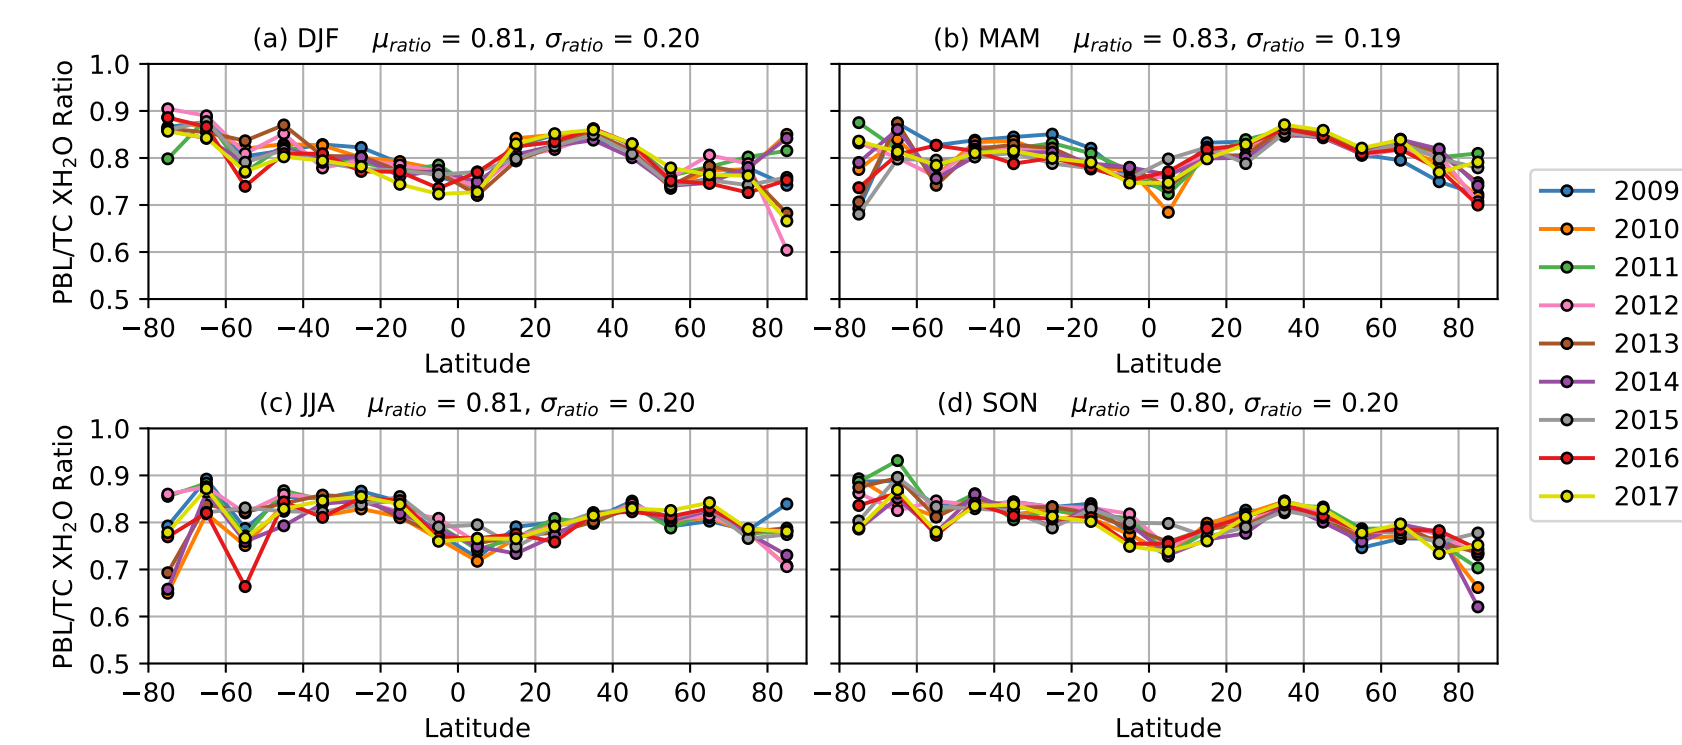 (a) DJF μratio = 0.81, σratio = 0.20
PBL/TC XH₂O Ratio
1.0
0.9
0.8
0.7
0.6
0.5
−80 −60 −40 −20 0 20 40 60 80
Latitude
(b) MAM μratio = 0.83, σratio = 0.19
−80 −60 −40 −20 0 20 40 60 80
Latitude
(c) JJA μratio = 0.81, σratio = 0.20
PBL/TC XH₂O Ratio
1.0
0.9
0.8
0.7
0.6
0.5
−80 −60 −40 −20 0 20 40 60 80
Latitude
(d) SON μratio = 0.80, σratio = 0.20
−80 −60 −40 −20 0 20 40 60 80
Latitude
2009
2010
2011
2012
2013
2014
2015
2016
2017